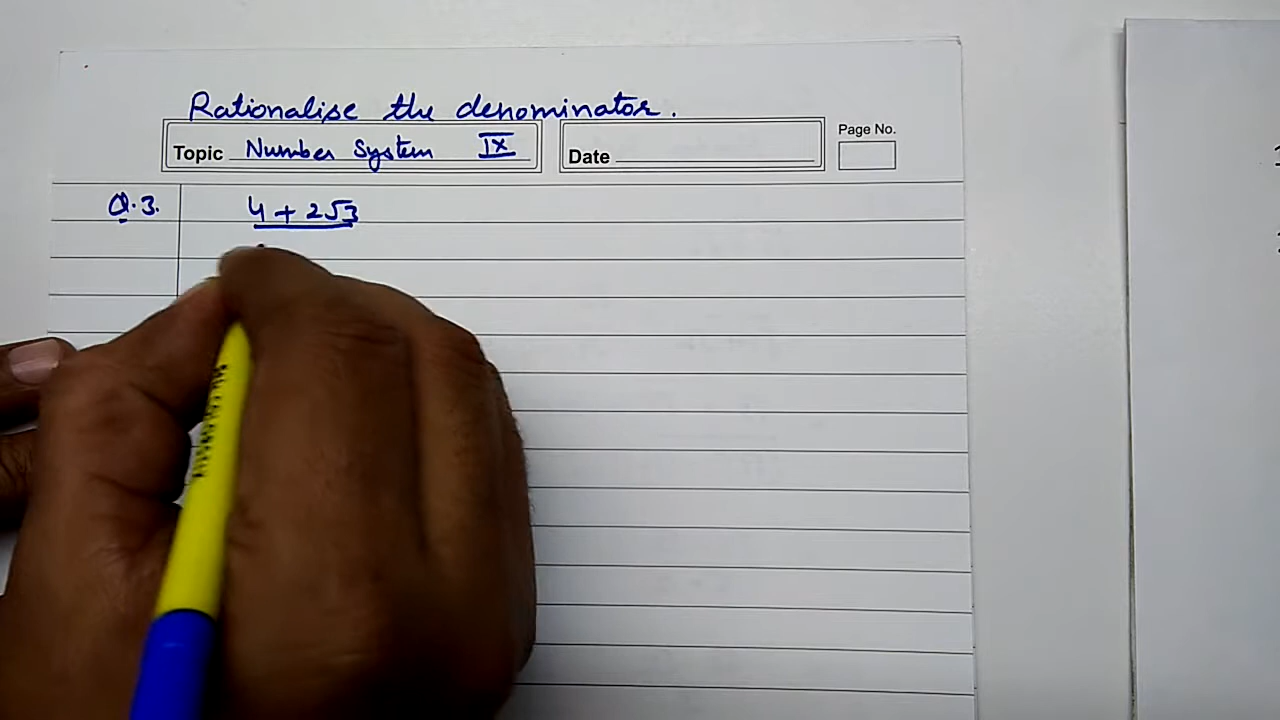 Rationalise the denominator.
Topic Number System IX
Date
Page No.
Q.3. 4 + 2√3